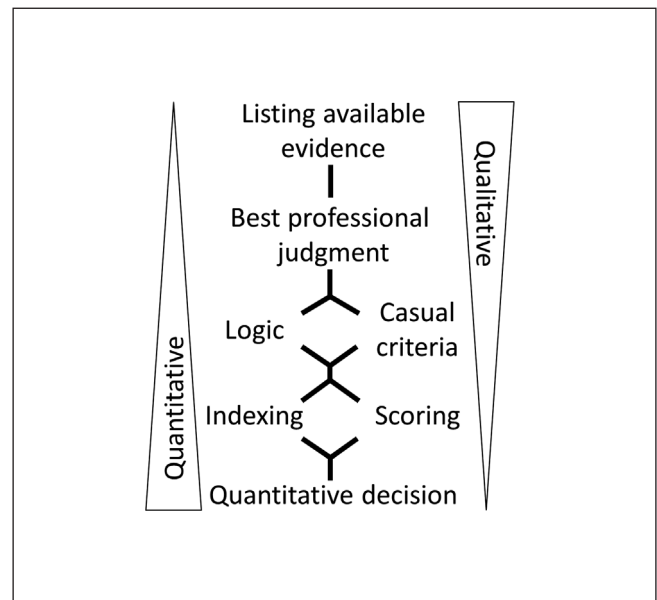 Listing available
evidence
Qualitative
Best professional
judgment
Casual
criteria
Logic
Quantitative
Indexing
Scoring
Quantitative decision